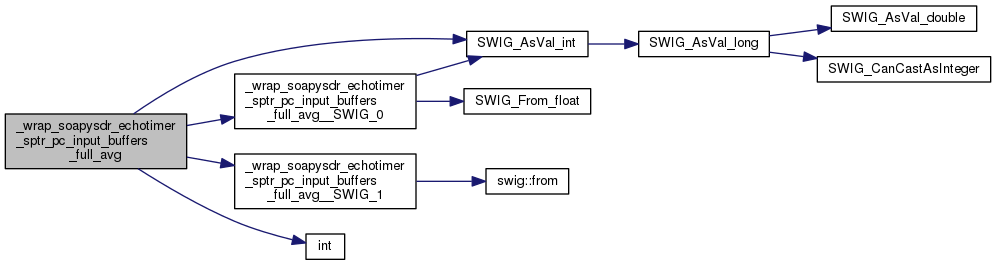 _wrap_soapysdr_echotimer
_sptr_pc_input_buffers
_full_avg
_wrap_soapysdr_echotimer
_sptr_pc_input_buffers
_full_avg__SWIG_0
_wrap_soapysdr_echotimer
_sptr_pc_input_buffers
_full_avg__SWIG_1
int
SWIG_AsVal_int
SWIG_From_float
swig::from
SWIG_AsVal_long
SWIG_AsVal_double
SWIG_CanCastAsInteger